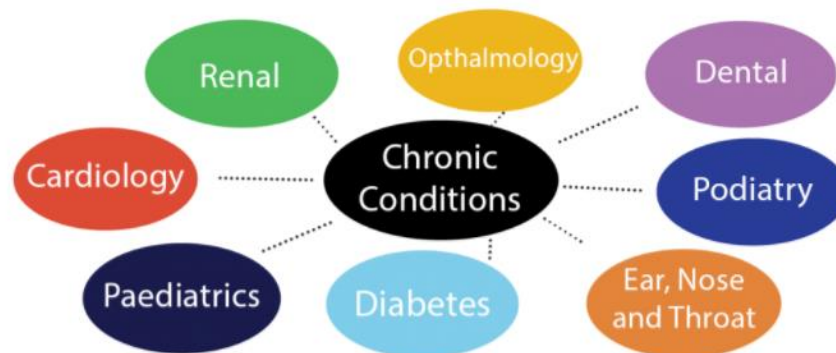 Renal
Opthalmology
Dental
Cardiology
Chronic
Conditions
Podiatry
Paediatrics
Diabetes
Ear, Nose
and Throat